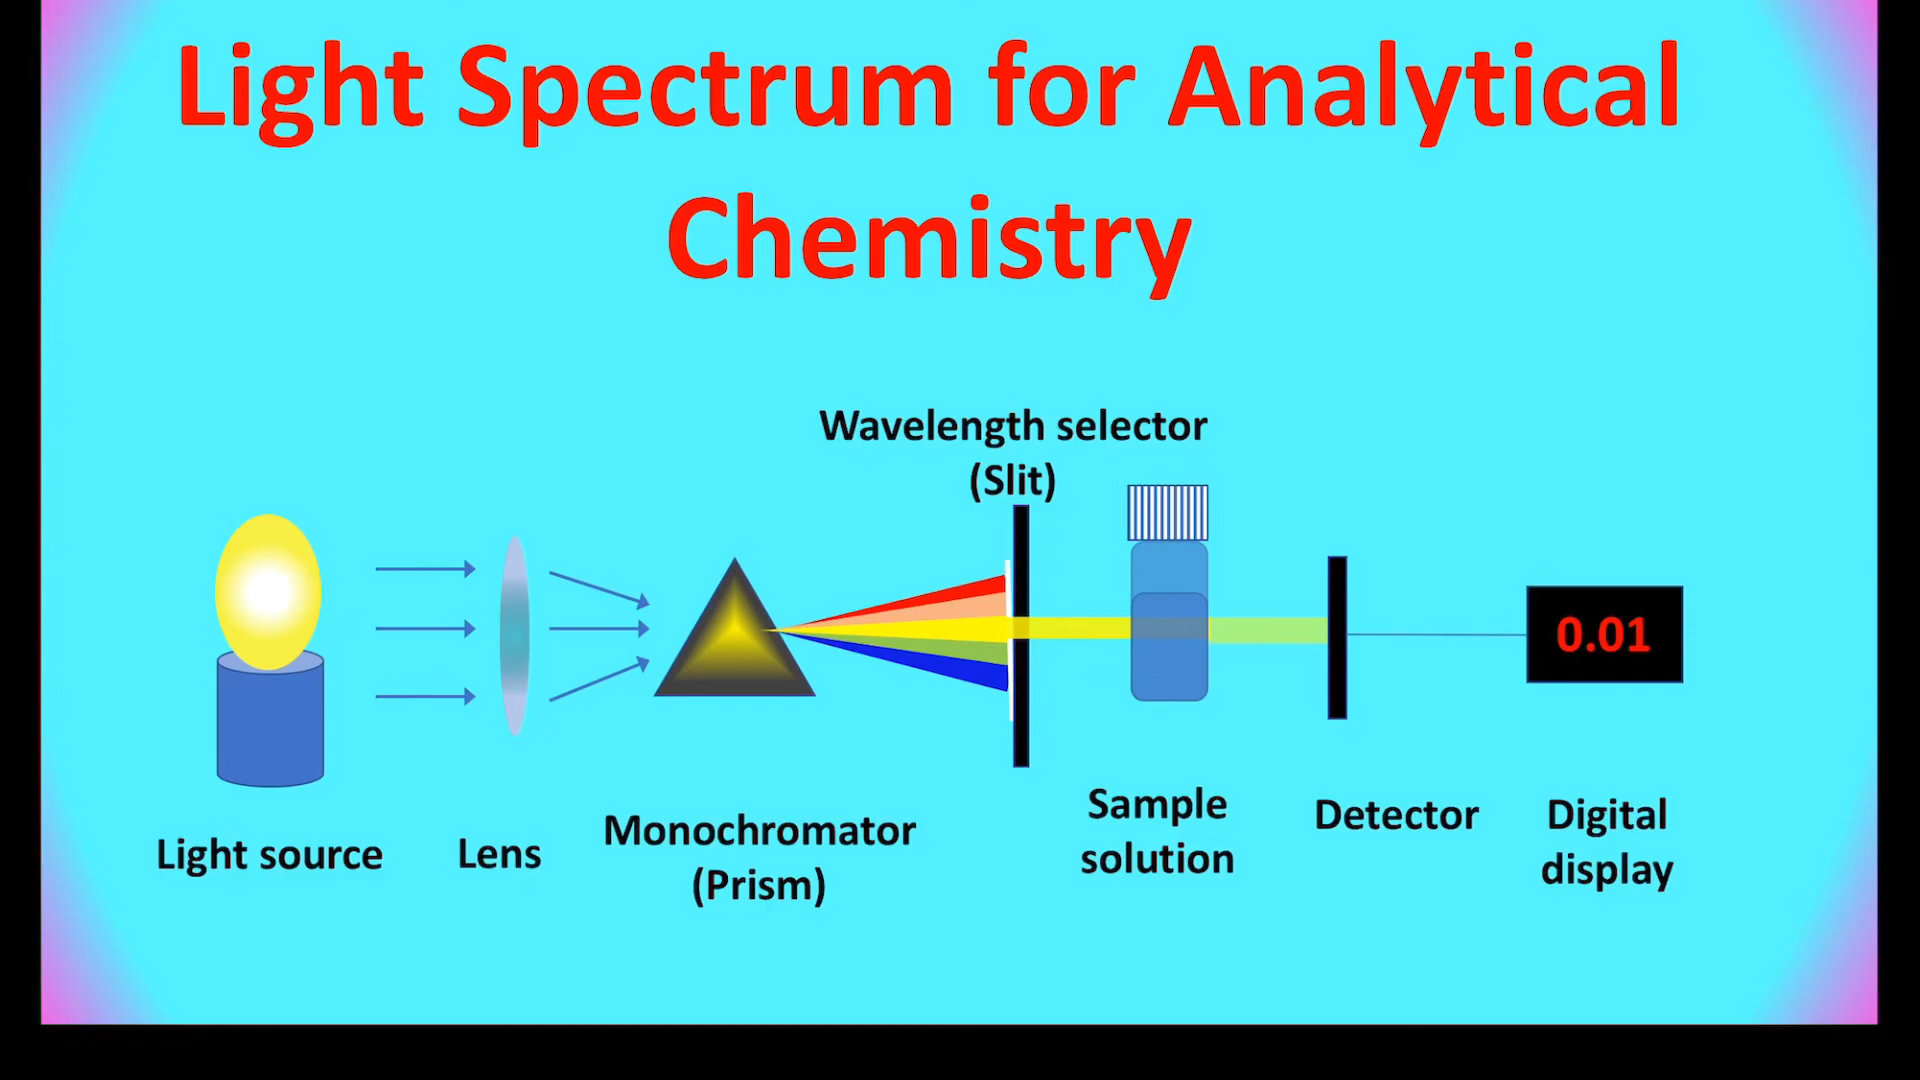 Light Spectrum for Analytical
Chemistry
Wavelength selector
(Slit)
0.01
Light source
Lens
Monochromator
(Prism)
Sample
solution
Detector
Digital
display